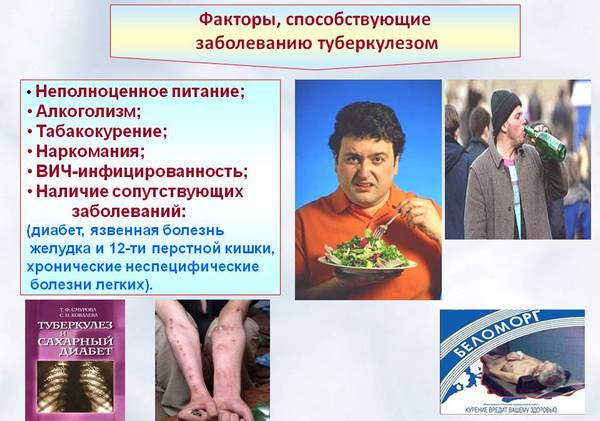 Факторы, способствующие
заболеванию туберкулезом
• Неполноценное питание;
• Алкоголизм;
• Табакокурение;
• Наркомания;
• ВИЧ-инфицированность;
• Наличие сопутствующих
заболеваний:
(диабет, язвенная болезнь
желудка и 12-ти перстной кишки,
хронические неспецифические
болезни легких).
Т. Ф. СМУРОВА
С. И. КОВАЛЕВА
ТУБЕРКУЛЕЗ
И
САХАРНЫЙ
ДИАБЕТ
БЕЛОМОРГ
КУРЕНИЕ ВРЕДИТ ВАШЕМУ ЗДОРОВЬЮ